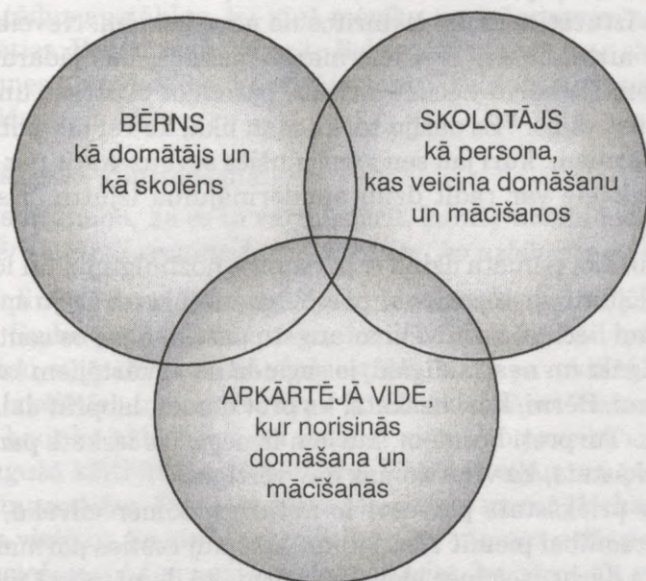 BĒRNS
kā domātājs un
kā skolēns
SKOLOTĀJS
kā persona,
kas veicina domāšanu
un mācīšanos
APKĀRTĒJĀ VIDE,
kur norisinās
domāšana un
mācīšanās